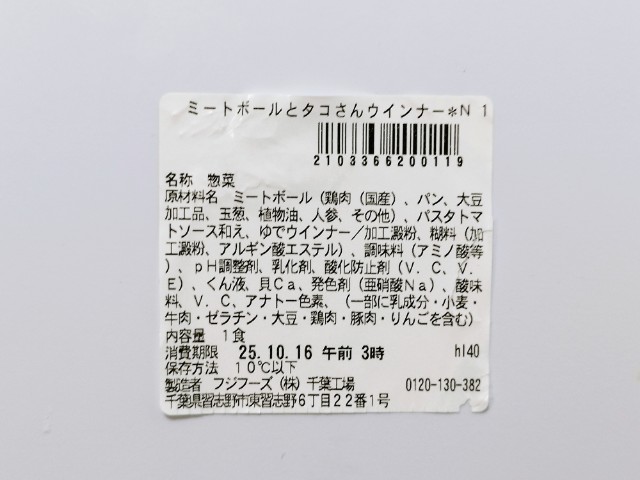 ミートボールとタコさんウインナー＊N 1
2103366200119
名称 惣菜
原材料名 ミートボール（鶏肉（国産）、パン、大豆
加工品、玉葱、植物油、人参、その他）、パスタトマ
トソース和え、ゆでウインナー／加工澱粉、糊料（加
工澱粉、アルギン酸エステル）、調味料（アミノ酸等
）、ｐＨ調整剤、乳化剤、酸化防止剤（Ｖ．Ｃ、Ｖ．
Ｅ）、くん液、貝Ｃａ、発色剤（亜硝酸Ｎａ）、酸味
料、Ｖ．Ｃ、アナトー色素、（一部に乳成分・小麦・
牛肉・ゼラチン・大豆・鶏肉・豚肉・りんごを含む）
内容量 １食
消費期限 25.10.16 午前 3時 hl40
保存方法 １０℃以下
製造者 フジフーズ（株）千葉工場 0120-130-382
千葉県習志野市東習志野６丁目２２番１号